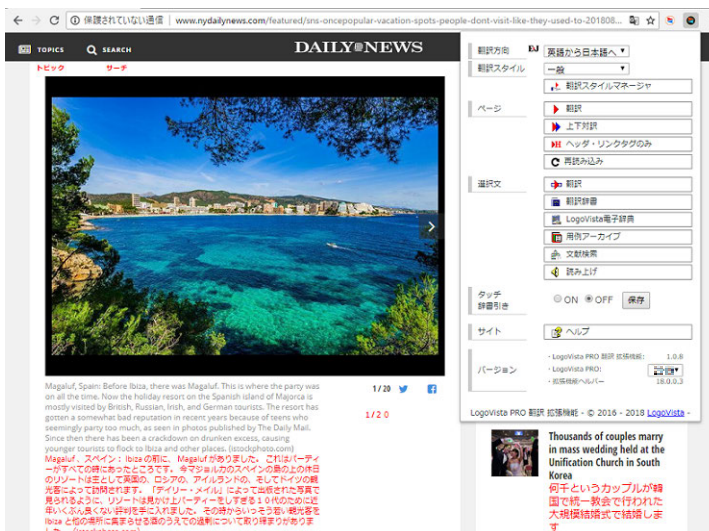 保護されていない通信 | www.nydailynews.com/featured/sns-oncepopular-vacation-spots-people-dont-visit-like-they-used-to-201808...
TOPICS
SEARCH
DAILY NEWS
トピック
サーチ
Magaluf, Spain: Before Ibiza, there was Magaluf. This is where the party was
on all the time. Now the holiday resort on the Spanish island of Majorca is
mostly visited by British, Russian, Irish, and German tourists. The resort has
gotten a somewhat bad reputation in recent years because of teens who
seemingly party too much, as seen in photos published by The Daily Mail.
Since then there has been a crackdown on drunken excess, causing
younger tourists to flock to Ibiza and other places. (istockphoto.com)
Magaluf、スペイン： Ibiza の前に、 Magaluf がありました。 これはパーティ
ーがすべての時にあったところです。 今マジョルカのスペインの島の上の休日
のリゾートは主として英国の、ロシアの、アイルランドの、そしてドイツの観
光客によって訪問されます。 「デイリー・メイル」によって出版された写真で
見られるように、リゾートは見かけ上パーティーをしすぎる１０代のために近
年いくぶん良くない評判を手に入れました。 その時からいっそう若い観光客を
Ibiza と他の場所に集まらせる酒のうえでの過剰について取り締まりがありま
した。 (istockphoto.com)
1 / 20
1 / 2 0
翻訳方向
英語から日本語へ
翻訳スタイル
一般
翻訳スタイルマネージャ
ページ
翻訳
上下対訳
ヘッダ・リンクタグのみ
再読み込み
選択文
翻訳
翻訳辞書
LogoVista電子辞典
用例アーカイブ
文献検索
読み上げ
タッチ
辞書引き
ON
OFF
保存
サイト
ヘルプ
バージョン
・LogoVista PRO 翻訳 拡張機能: 1.0.8
・LogoVista PRO:
・拡張機能ヘルパー 18.0.0.3
LogoVista PRO 翻訳 拡張機能 - © 2016 - 2018 LogoVista -
Thousands of couples marry
in mass wedding held at the
Unification Church in South
Korea
何千というカップルが韓
国で統一教会で行われた
大規模結婚式で結婚しま
す